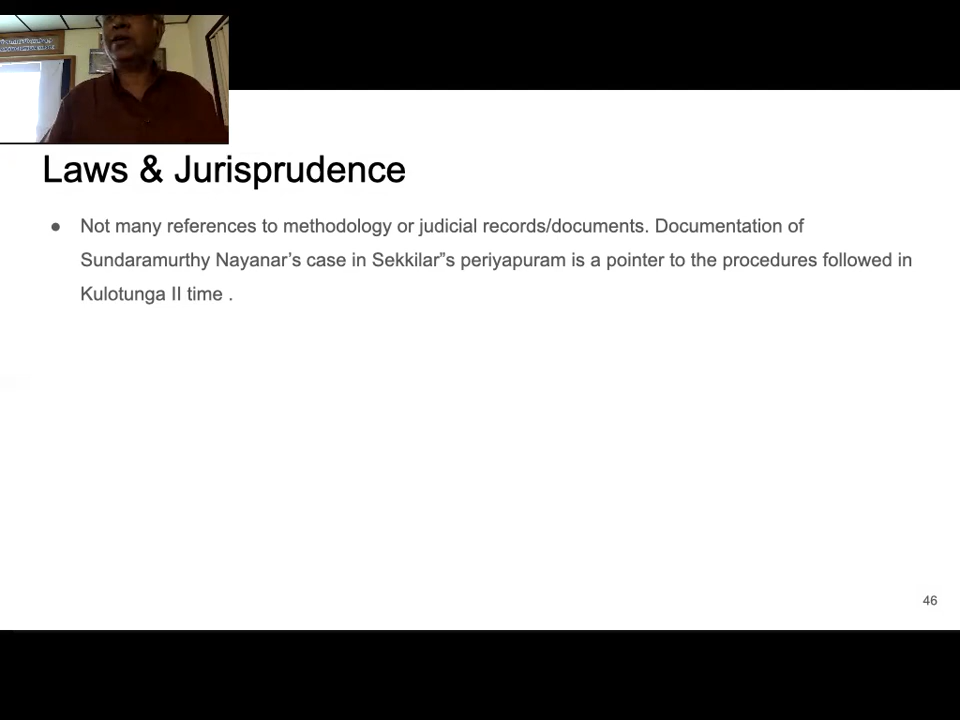 Laws & Jurisprudence
● Not many references to methodology or judicial records/documents. Documentation of
Sundaramurthy Nayanar’s case in Sekkilar”s periyapuram is a pointer to the procedures followed in
Kulotunga II time .
46